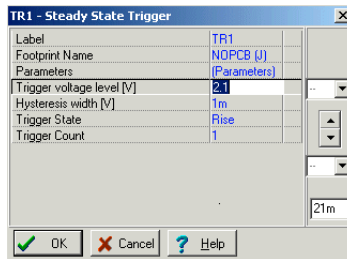 TR1 - Steady State Trigger
Label TR1
Footprint Name NOPCB (J)
Parameters (Parameters)
Trigger voltage level [V] 2.1
Hysteresis width [V] 1m
Trigger State Rise
Trigger Count 1
--
--
21m
OK Cancel ? Help